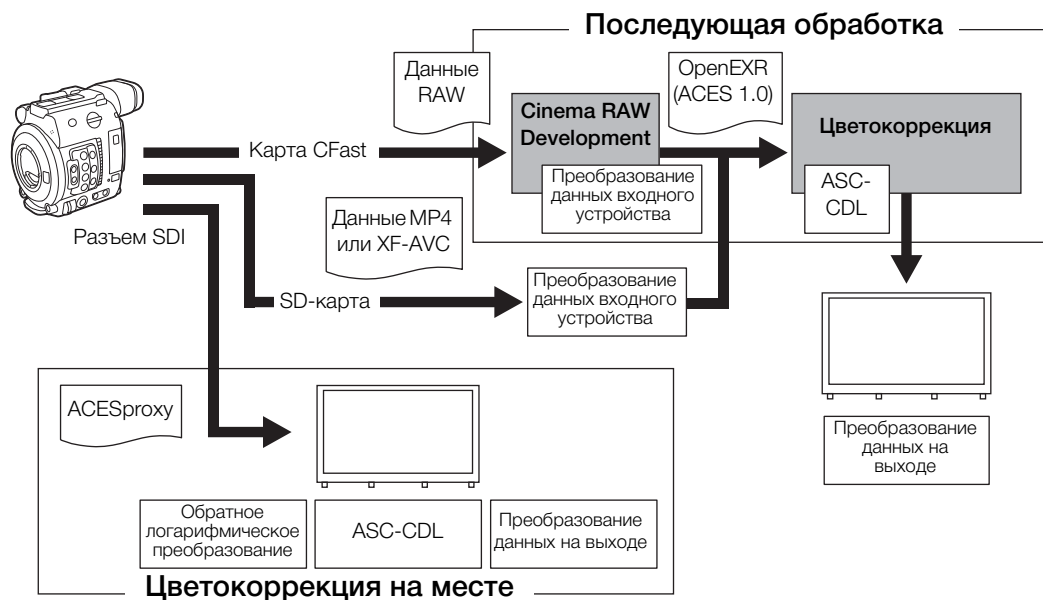 Последующая обработка
Данные
RAW
OpenEXR
(ACES 1.0)
Cinema RAW
Development
Цветокоррекция
Карта CFast
Преобразование
данных входного
устройства
ASC-
CDL
Разъем SDI
Данные MP4
или XF-AVC
SD-карта
Преобразование
данных входного
устройства
ACESproxy
Преобразование
данных на
выходе
Обратное
логарифмическое
преобразование
ASC-CDL
Преобразование
данных на выходе
Цветокоррекция на месте